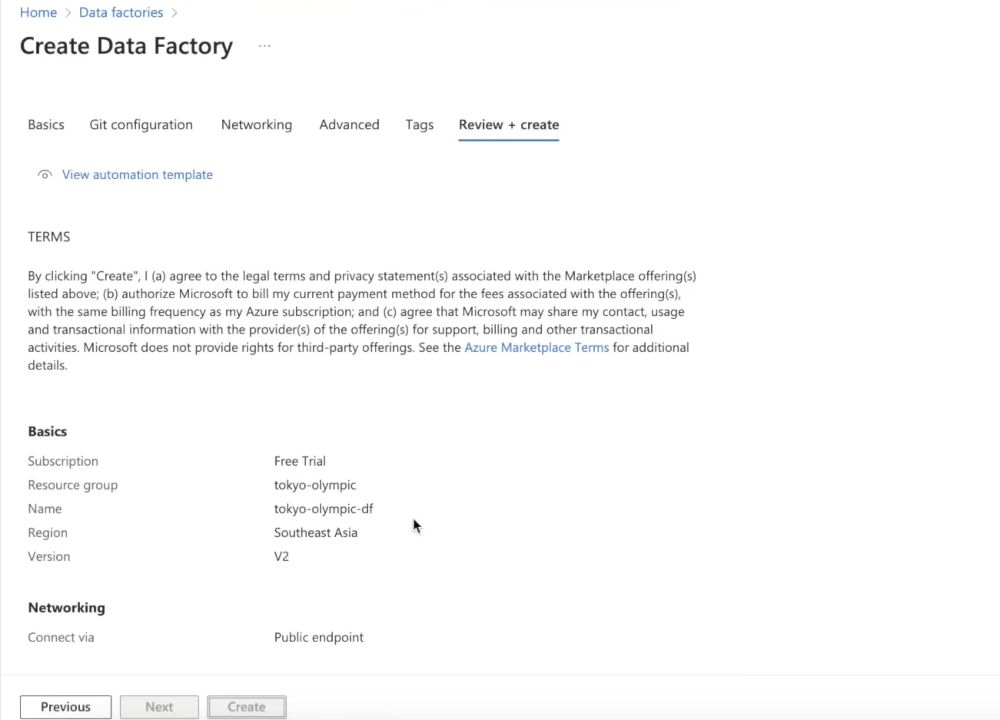 Home > Data factories >
Create Data Factory ...
Basics Git configuration Networking Advanced Tags Review + create
View automation template
TERMS
By clicking "Create", I (a) agree to the legal terms and privacy statement(s) associated with the Marketplace offering(s)
listed above; (b) authorize Microsoft to bill my current payment method for the fees associated with the offering(s),
with the same billing frequency as my Azure subscription; and (c) agree that Microsoft may share my contact, usage
and transactional information with the provider(s) of the offering(s) for support, billing and other transactional
activities. Microsoft does not provide rights for third-party offerings. See the Azure Marketplace Terms for additional
details.
Basics
Subscription Free Trial
Resource group tokyo-olympic
Name tokyo-olympic-df
Region Southeast Asia
Version V2
Networking
Connect via Public endpoint
Previous Next Create